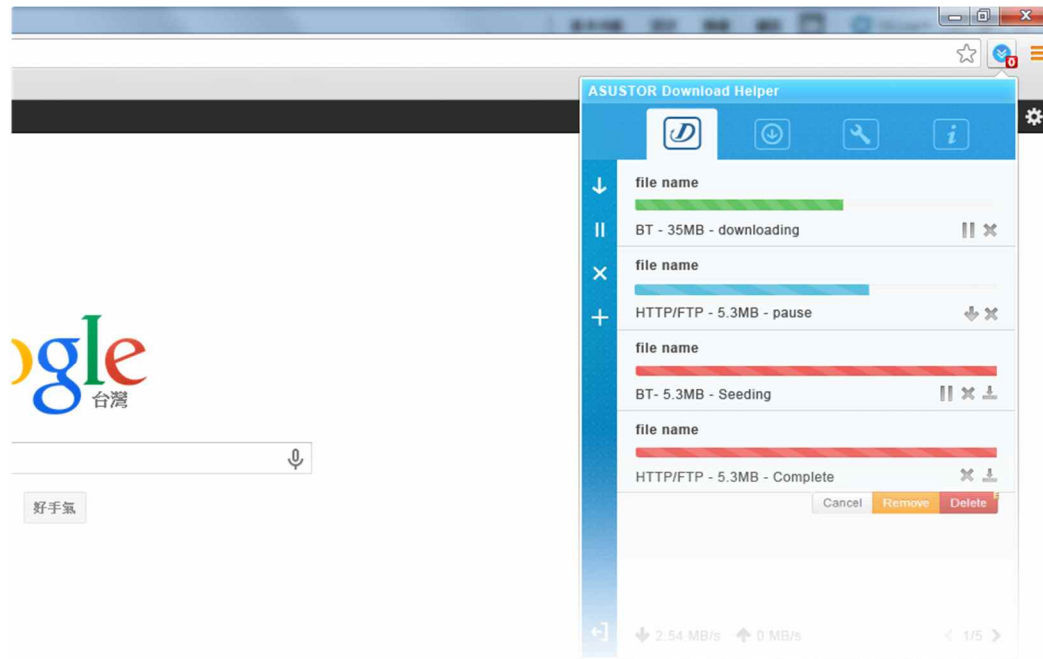 0
ASUSTOR Download Helper
file name
BT - 35MB - downloading
file name
HTTP/FTP - 5.3MB - pause
file name
BT- 5.3MB - Seeding
file name
HTTP/FTP - 5.3MB - Complete
Cancel Remove Delete
2.54 MB/s 0 MB/s 1/5
ogle
台灣
好手氣